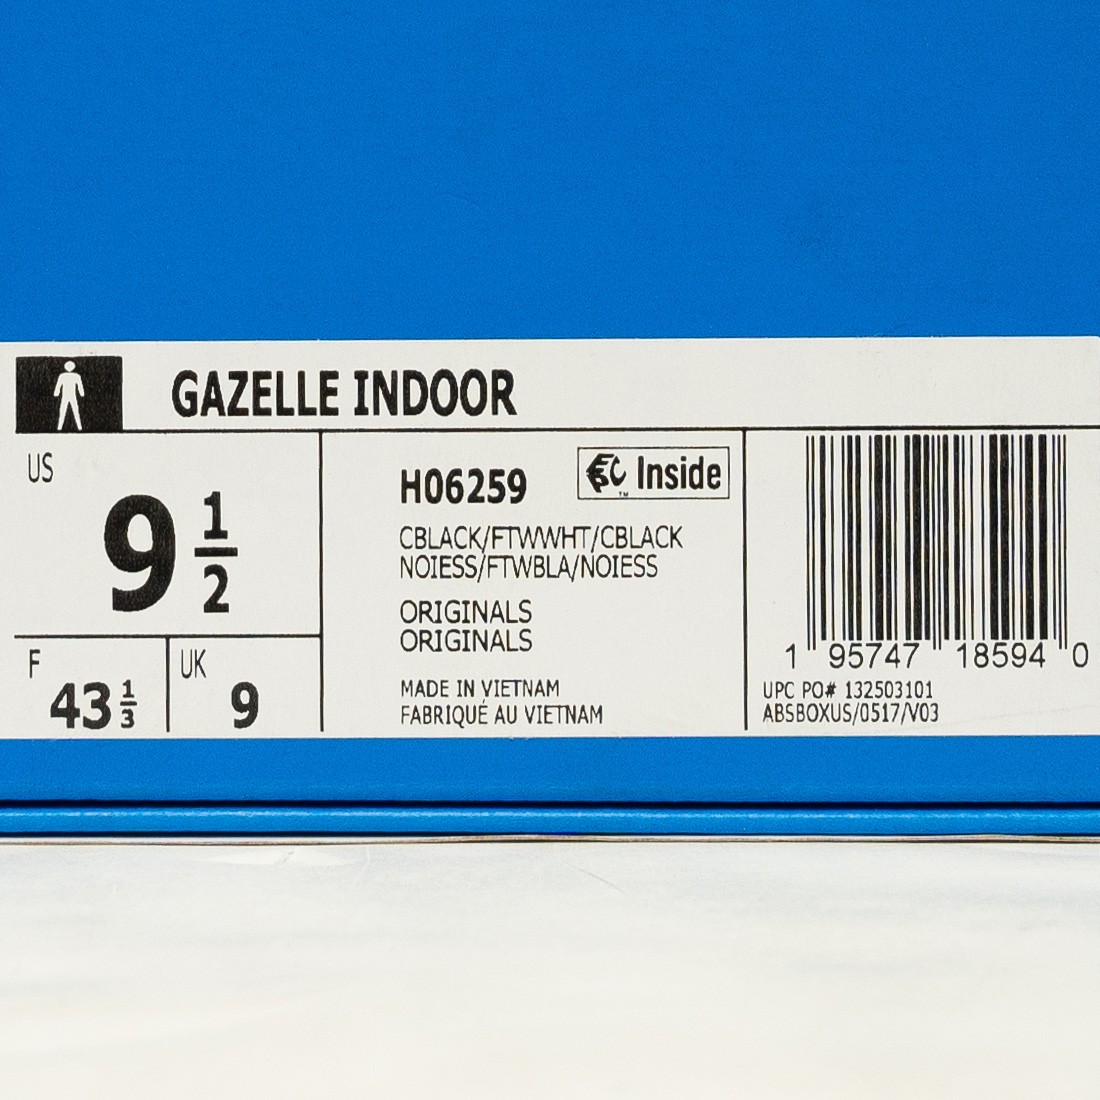 GAZELLE INDOOR
US
9 1/2
F
43 1/3
UK
9
H06259
Inside
™
CBLACK/FTWWHT/CBLACK
NOIESS/FTWBLA/NOIESS
ORIGINALS
ORIGINALS
MADE IN VIETNAM
FABRIQUÉ AU VIETNAM
1 95747 18594 0
UPC PO# 132503101
ABSBOXUS/0517/V03